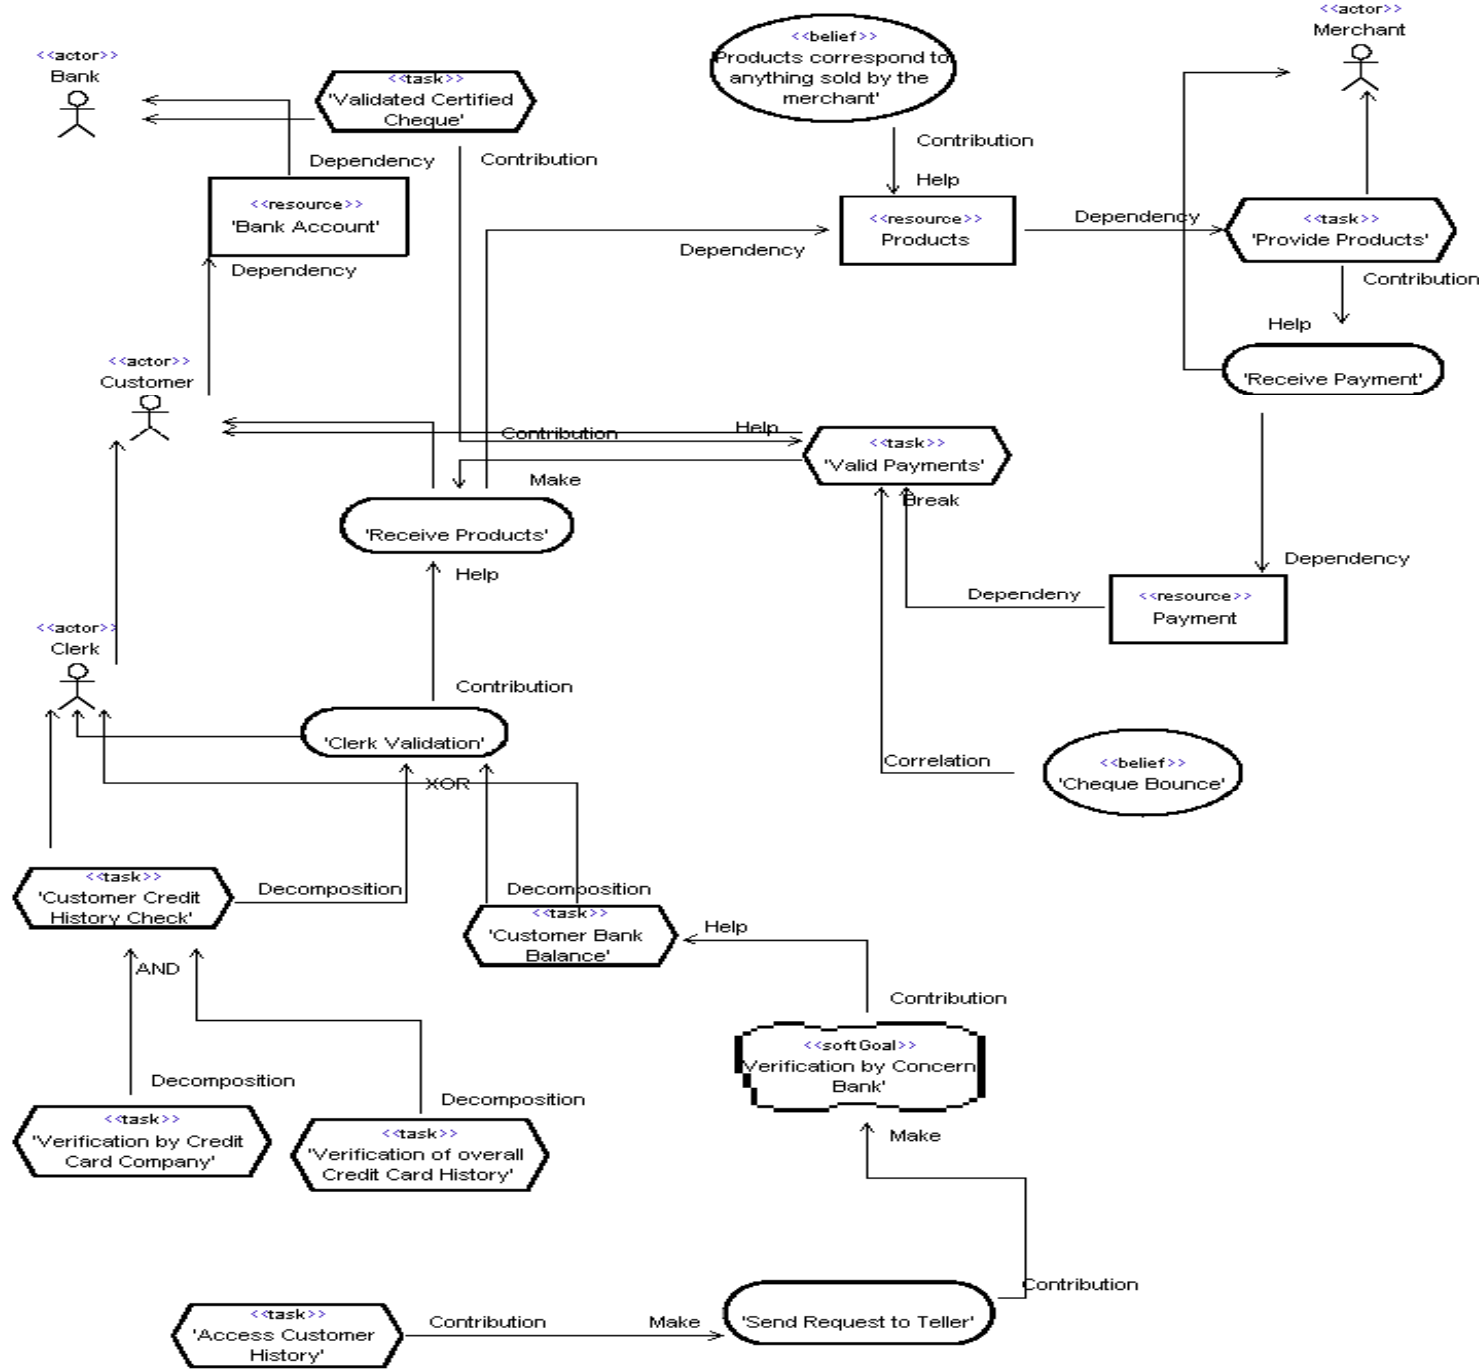 <<actor>>
Merchant
<<belief>>
Products correspond to
anything sold by the
merchant'
<<actor>>
Bank
<<task>>
'Validated Certified
Cheque'
Dependency
Contribution
Contribution
Help
<<resource>>
'Bank Account'
<<resource>>
Products
Dependency
<<task>>
'Provide Products'
Dependency
Dependency
Contribution
Help
<<actor>>
Customer
'Receive Payment'
Contribution
Help
<<task>>
'Valid Payments'
Make
Break
'Receive Products'
Help
Dependency
Dependeny
<<resource>>
Payment
<<actor>>
Clerk
Contribution
'Clerk Validation'
Correlation
<<belief>>
'Cheque Bounce'
XOR
<<task>>
'Customer Credit
History Check'
Decomposition
Decomposition
<<task>>
'Customer Bank
Balance'
Help
AND
Contribution
<<softGoal>>
Verification by Concern
Bank'
Decomposition
Decomposition
<<task>>
'Verification by Credit
Card Company'
<<task>>
'Verification of overall
Credit Card History'
Make
Contribution
<<task>>
'Access Customer
History'
Contribution
Make
'Send Request to Teller'